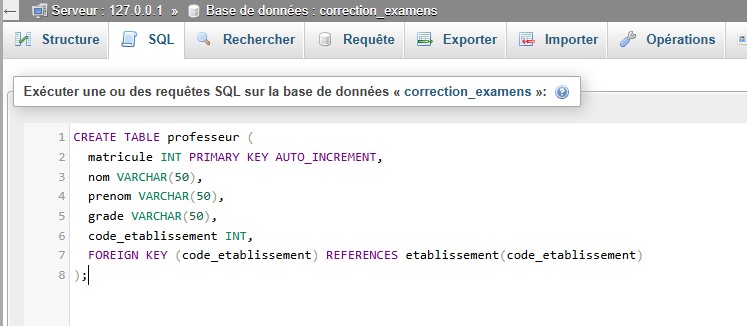 ← Serveur : 127.0.0.1 » Base de données : correction_examens
Structure SQL Rechercher Requête Exporter Importer Opérations
Exécuter une ou des requêtes SQL sur la base de données « correction_examens »:
1 CREATE TABLE professeur (
2 matricule INT PRIMARY KEY AUTO_INCREMENT,
3 nom VARCHAR(50),
4 prenom VARCHAR(50),
5 grade VARCHAR(50),
6 code_etablissement INT,
7 FOREIGN KEY (code_etablissement) REFERENCES etablissement(code_etablissement)
8 );